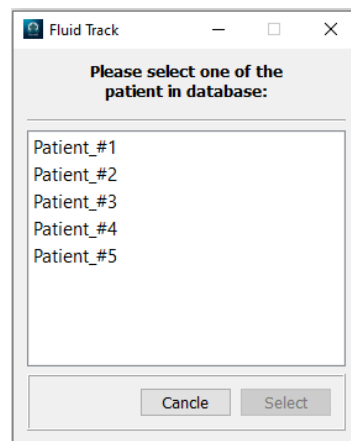 Fluid Track
Please select one of the
patient in database:
Patient_#1
Patient_#2
Patient_#3
Patient_#4
Patient_#5
Cancle
Select